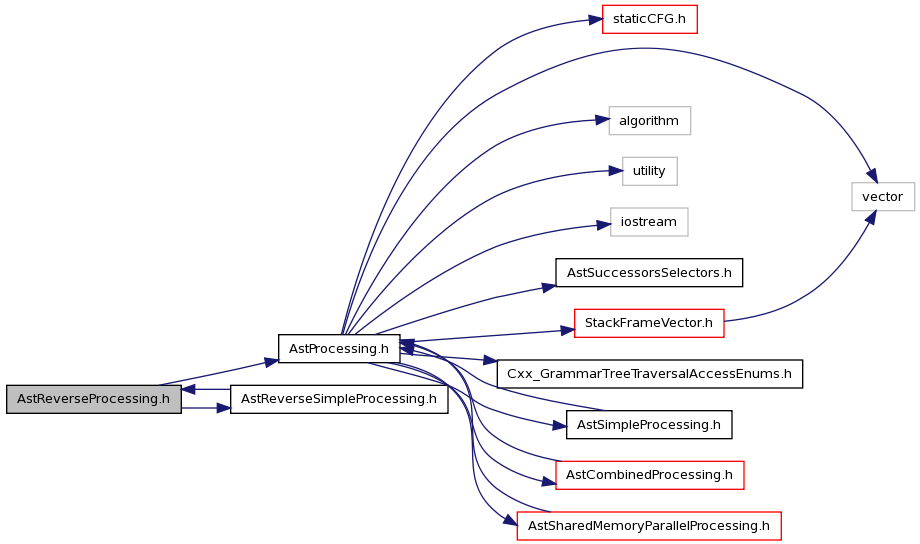 staticCFG.h
algorithm
utility
vector
iostream
AstSuccessorsSelectors.h
StackFrameVector.h
AstProcessing.h
Cxx_GrammarTreeTraversalAccessEnums.h
AstReverseProcessing.h
AstReverseSimpleProcessing.h
AstSimpleProcessing.h
AstCombinedProcessing.h
AstSharedMemoryParallelProcessing.h